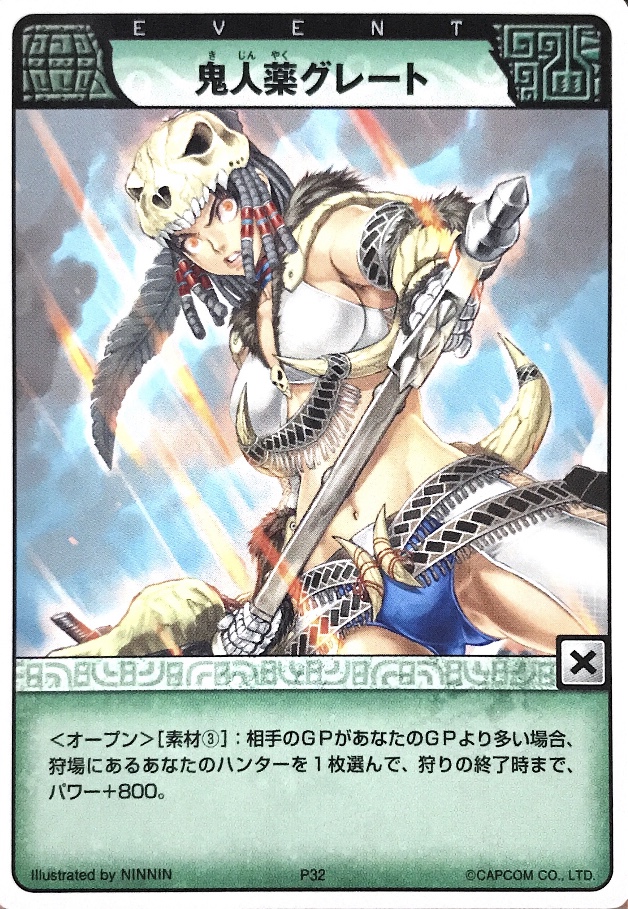 EVENT
き じん やく
鬼人薬グレート
<オープン>[素材③]:相手のGPがあなたのGPより多い場合、
狩場にあるあなたのハンターを1枚選んで、狩りの終了時まで、
パワー+800。
Illustrated by NINNIN P32 ©CAPCOM CO., LTD.